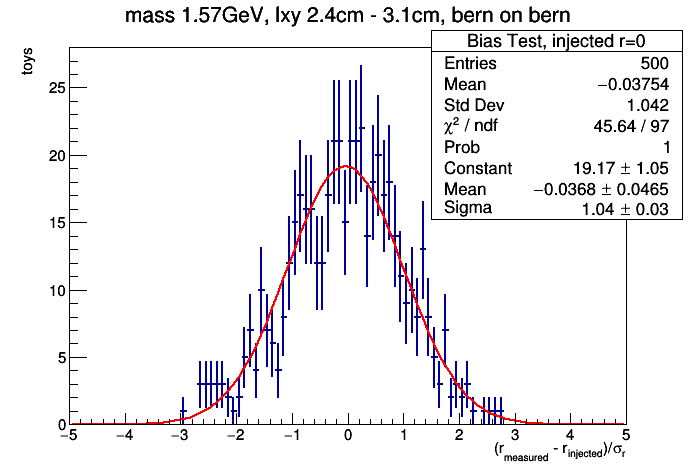 mass 1.57GeV, lxy 2.4cm - 3.1cm, bern on bern
toys
Bias Test, injected r=0
Entries 500
Mean −0.03754
Std Dev 1.042
χ² / ndf 45.64 / 97
Prob 1
Constant 19.17 ± 1.05
Mean −0.0368 ± 0.0465
Sigma 1.04 ± 0.03
25
20
15
10
5
0
−5 −4 −3 −2 −1 0 1 2 3 4 5
(r_measured - r_injected)/σ_r